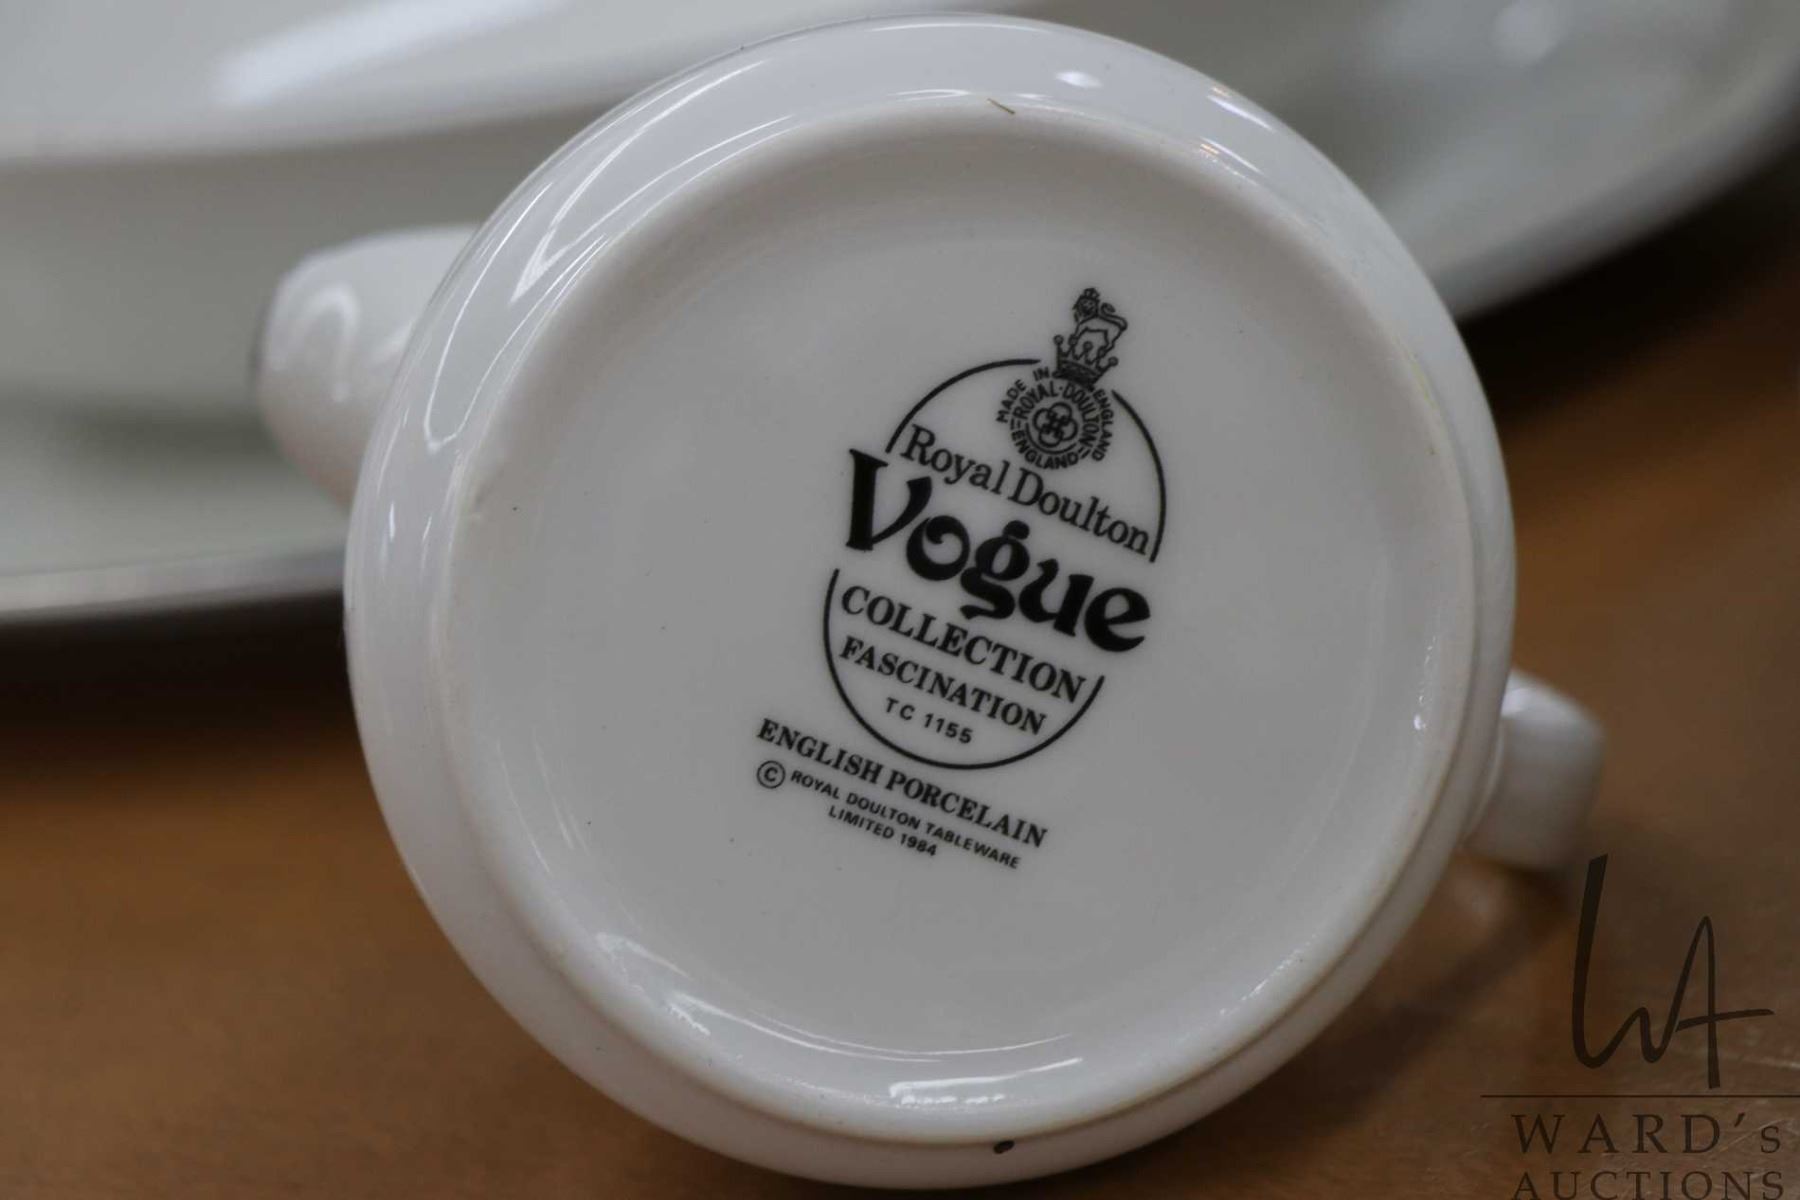 MADE IN ENGLAND
ROYAL·DOULTON
ENGLAND
Royal Doulton
Vogue
COLLECTION
FASCINATION
TC 1155
ENGLISH PORCELAIN
© ROYAL DOULTON TABLEWARE
LIMITED 1984
WA
WARD's
AUCTIONS